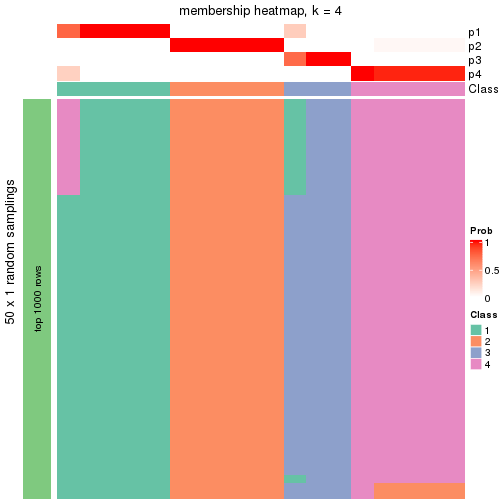 membership heatmap, k = 4
p1
p2
p3
p4
Class
50 x 1 random samplings
top 1000 rows
Prob
1
0.5
0
Class
1
2
3
4